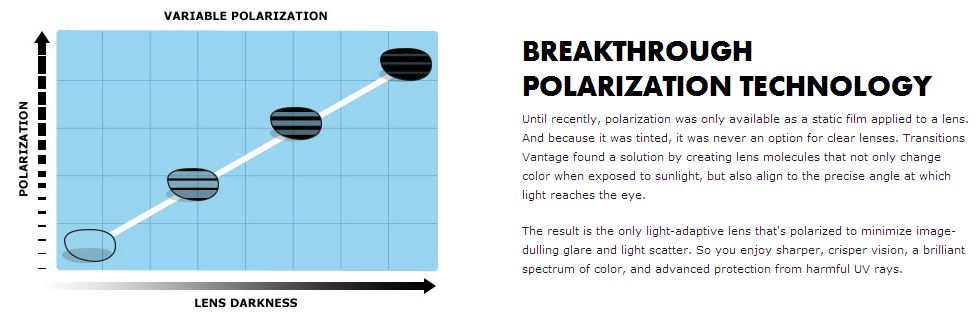 VARIABLE POLARIZATION
POLARIZATION
LENS DARKNESS
BREAKTHROUGH
POLARIZATION TECHNOLOGY
Until recently, polarization was only available as a static film applied to a lens.
And because it was tinted, it was never an option for clear lenses. Transitions
Vantage found a solution by creating lens molecules that not only change
color when exposed to sunlight, but also align to the precise angle at which
light reaches the eye.
The result is the only light-adaptive lens that's polarized to minimize image-
dulling glare and light scatter. So you enjoy sharper, crisper vision, a brilliant
spectrum of color, and advanced protection from harmful UV rays.